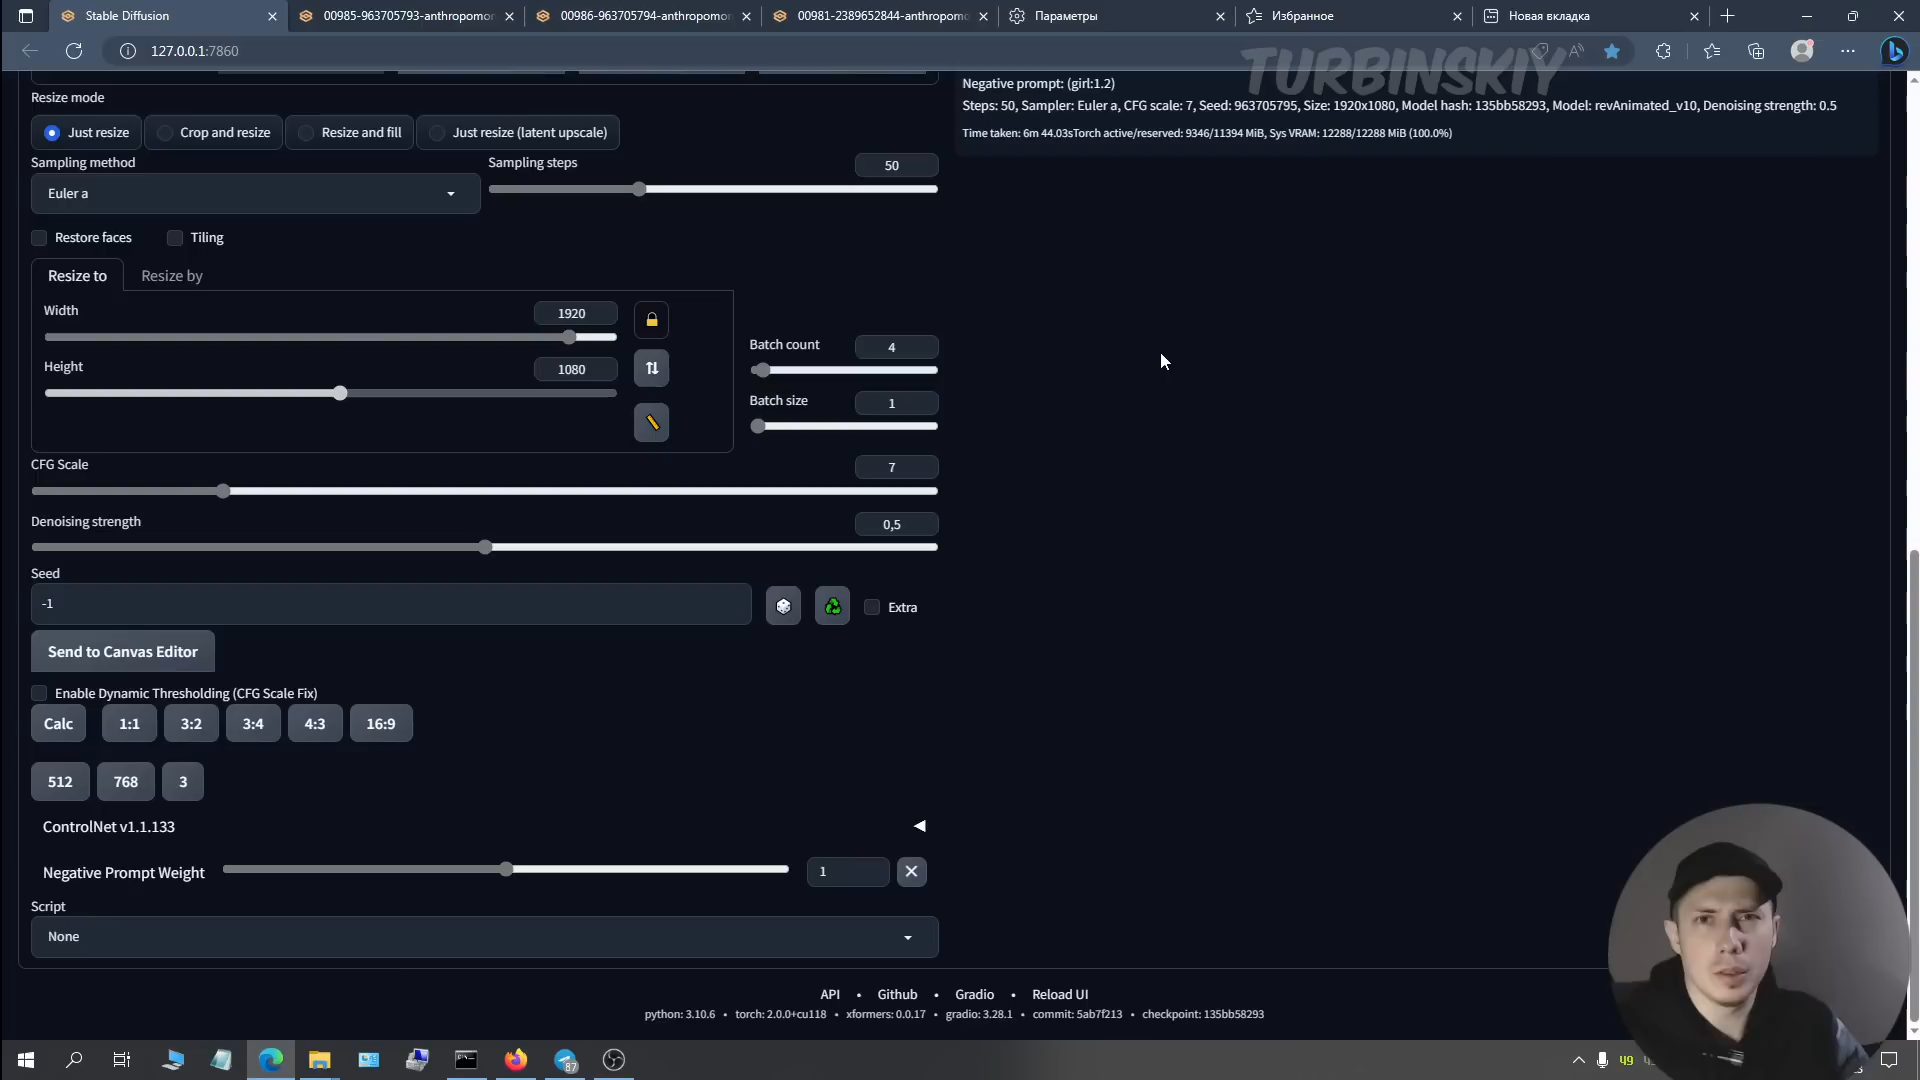 Stable Diffusion
00985-963705793-anthropomor
00986-963705794-anthropomor
00981-2389652844-anthropomo
Параметры
Избранное
Новая вкладка
127.0.0.1:7860
TURBINSKIY
Negative prompt: (girl:1.2)
Steps: 50, Sampler: Euler a, CFG scale: 7, Seed: 963705795, Size: 1920x1080, Model hash: 135bb58293, Model: revAnimated_v10, Denoising strength: 0.5
Time taken: 6m 44.03sTorch active/reserved: 9346/11394 MiB, Sys VRAM: 12288/12288 MiB (100.0%)
Resize mode
Just resize
Crop and resize
Resize and fill
Just resize (latent upscale)
Sampling method
Sampling steps
50
Euler a
Restore faces
Tiling
Resize to
Resize by
Width
1920
Height
1080
Batch count
4
Batch size
1
CFG Scale
7
Denoising strength
0,5
Seed
-1
Extra
Send to Canvas Editor
Enable Dynamic Thresholding (CFG Scale Fix)
Calc
1:1
3:2
3:4
4:3
16:9
512
768
3
ControlNet v1.1.133
Negative Prompt Weight
1
Script
None
API • Github • Gradio • Reload UI
python: 3.10.6 • torch: 2.0.0+cu118 • xformers: 0.0.17 • gradio: 3.28.1 • commit: 5ab7f213 • checkpoint: 135bb58293
87
49